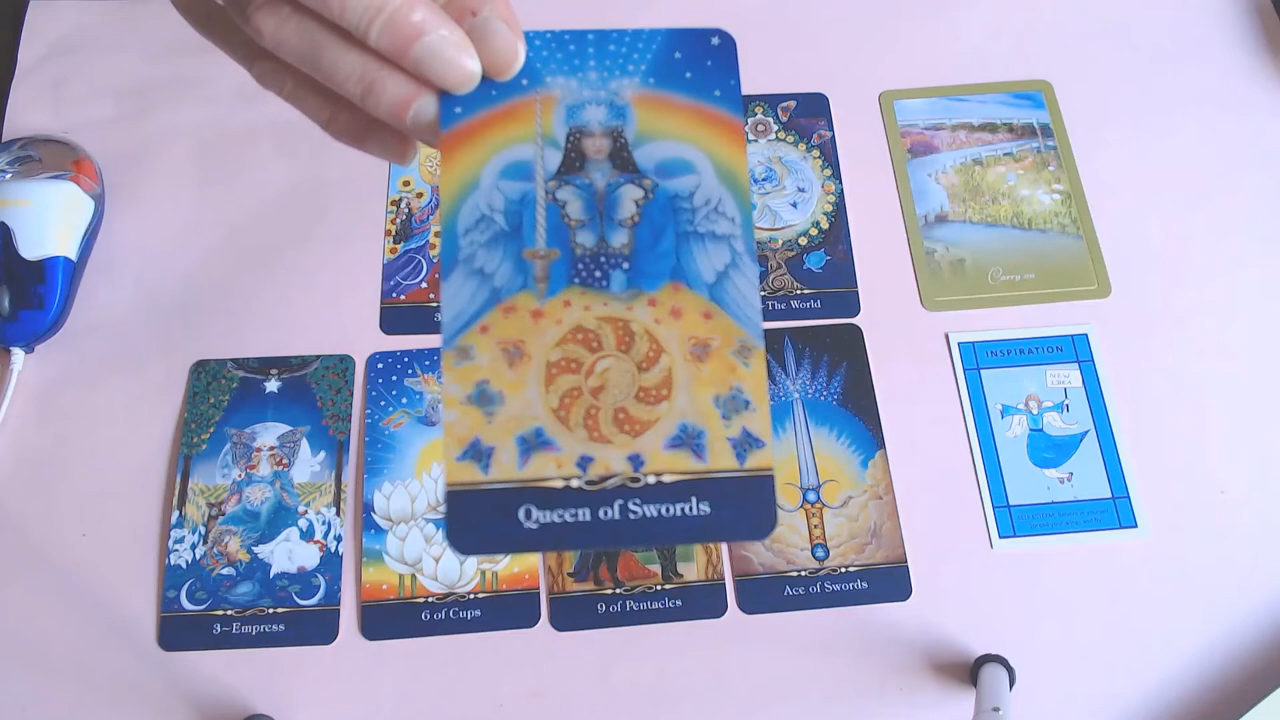 Queen of Swords
3
~The World
Carry on
INSPIRATION
NEW
IDEA
3~Empress
6 of Cups
9 of Pentacles
Ace of Swords